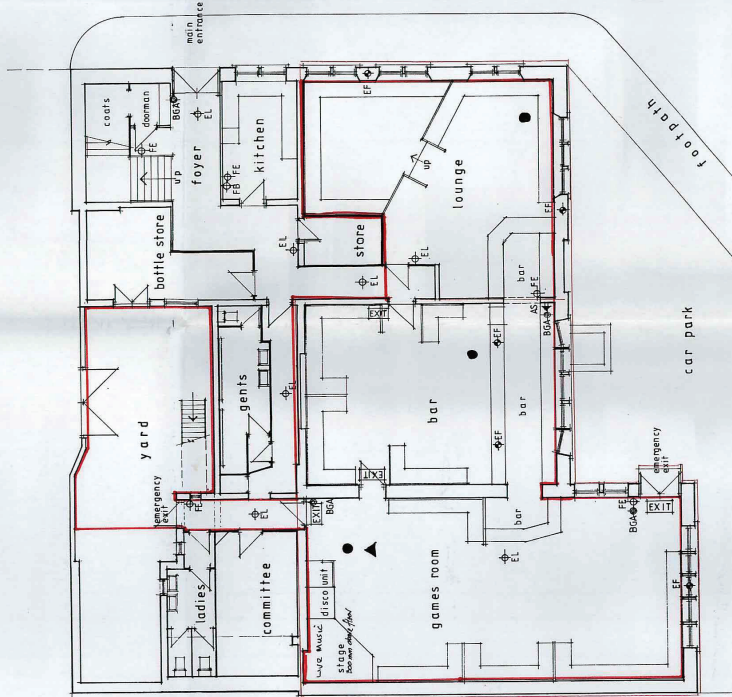 main
entrance
coats
doorman
BGA
EL
FE
up
foyer
kitchen
FE
FB
EF
up
lounge
footpath
bottle store
store
EL
EL
EL
EF
bar
FE
AS
BGA
EXIT
EF
yard
gents
EL
bar
bar
EF
car park
emergency
exit
FE
EL
EXIT
BGA
EXIT
bar
emergency
exit
FE
BGA
EXIT
ladies
committee
disco unit
Live Music
stage
games room
EL
EF